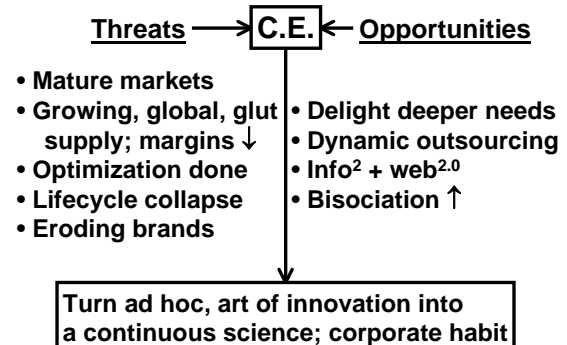 Threats → C.E. ← Opportunities
• Mature markets
• Growing, global, glut
supply; margins ↓
• Optimization done
• Lifecycle collapse
• Eroding brands
• Delight deeper needs
• Dynamic outsourcing
• Info² + web²·⁰
• Bisociation ↑
Turn ad hoc, art of innovation into
a continuous science; corporate habit